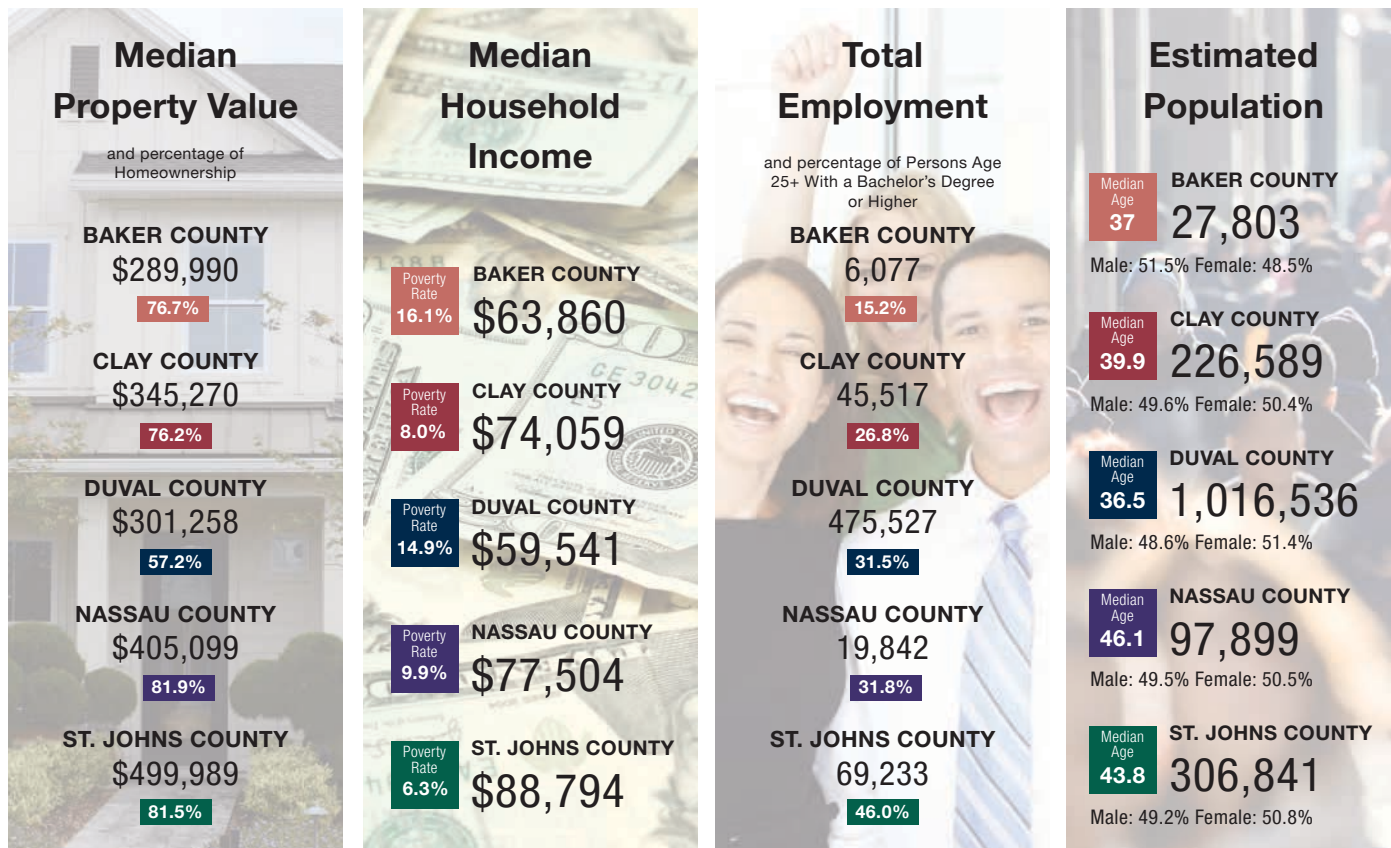 Median
Property Value
and percentage of
Homeownership
BAKER COUNTY
$289,990
76.7%
CLAY COUNTY
$345,270
76.2%
DUVAL COUNTY
$301,258
57.2%
NASSAU COUNTY
$405,099
81.9%
ST. JOHNS COUNTY
$499,989
81.5%
Median
Household
Income
Poverty
Rate
16.1%
BAKER COUNTY
$63,860
Poverty
Rate
8.0%
CLAY COUNTY
$74,059
Poverty
Rate
14.9%
DUVAL COUNTY
$59,541
Poverty
Rate
9.9%
NASSAU COUNTY
$77,504
Poverty
Rate
6.3%
ST. JOHNS COUNTY
$88,794
Total
Employment
and percentage of Persons Age
25+ With a Bachelor’s Degree
or Higher
BAKER COUNTY
6,077
15.2%
CLAY COUNTY
45,517
26.8%
DUVAL COUNTY
475,527
31.5%
NASSAU COUNTY
19,842
31.8%
ST. JOHNS COUNTY
69,233
46.0%
Estimated
Population
Median
Age
37
BAKER COUNTY
27,803
Male: 51.5% Female: 48.5%
Median
Age
39.9
CLAY COUNTY
226,589
Male: 49.6% Female: 50.4%
Median
Age
36.5
DUVAL COUNTY
1,016,536
Male: 48.6% Female: 51.4%
Median
Age
46.1
NASSAU COUNTY
97,899
Male: 49.5% Female: 50.5%
Median
Age
43.8
ST. JOHNS COUNTY
306,841
Male: 49.2% Female: 50.8%